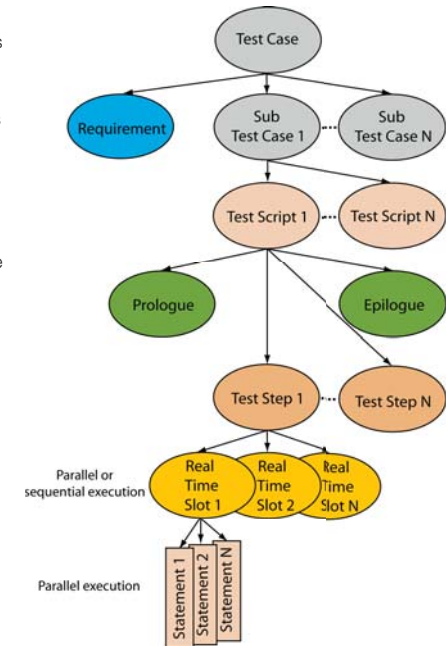 s
Test Case
Requirement
Sub
Test Case 1
Sub
Test Case N
e
Test Script 1
Test Script N
Prologue
Epilogue
Test Step 1
Test Step N
Parallel or
sequential execution
Real
Time
Slot 1
Real
Time
Slot 2
Real
Time
Slot N
Parallel execution
Statement 1
Statement 2
Statement N